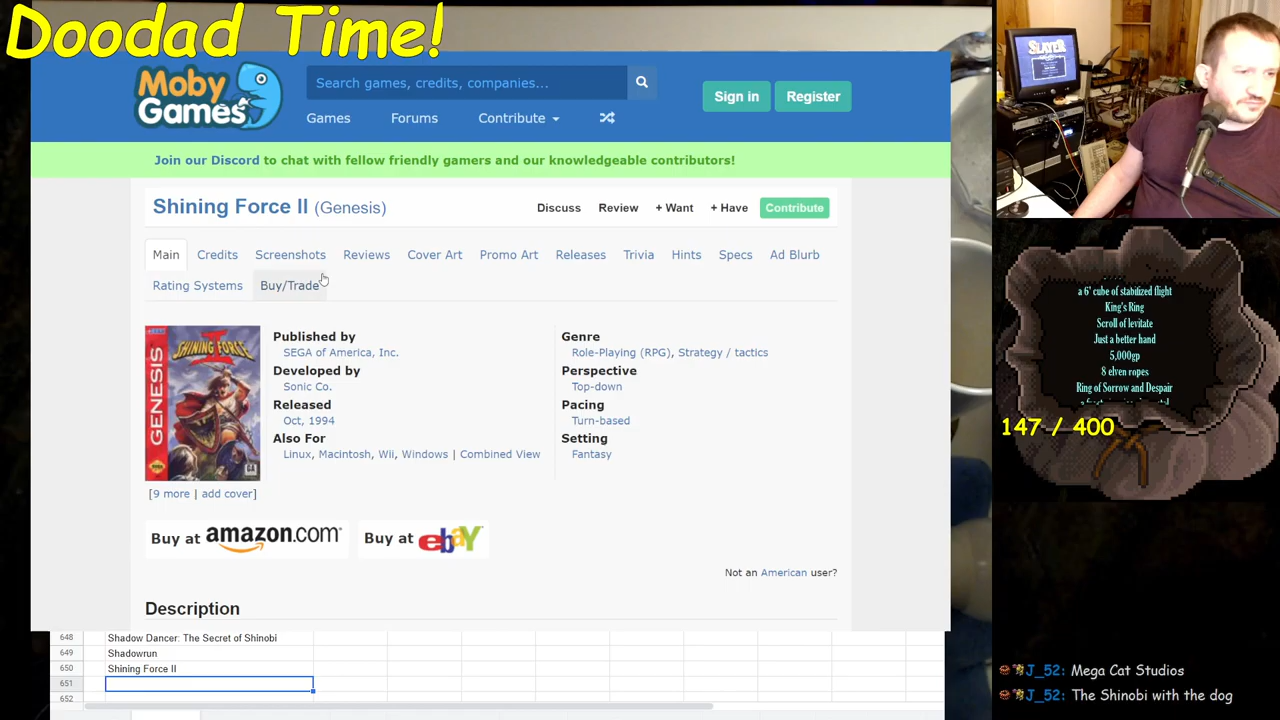 Doodad Time!
Moby Games
Search games, credits, companies...
Sign in
Register
Games
Forums
Contribute
Join our Discord to chat with fellow friendly gamers and our knowledgeable contributors!
Shining Force II (Genesis)
Discuss
Review
+ Want
+ Have
Contribute
Main
Credits
Screenshots
Reviews
Cover Art
Promo Art
Releases
Trivia
Hints
Specs
Ad Blurb
Rating Systems
Buy/Trade
GENESIS
SHINING FORCE II
Published by
SEGA of America, Inc.
Developed by
Sonic Co.
Released
Oct, 1994
Also For
Linux, Macintosh, Wii, Windows | Combined View
Genre
Role-Playing (RPG), Strategy / tactics
Perspective
Top-down
Pacing
Turn-based
Setting
Fantasy
[9 more | add cover]
Buy at amazon.com
Buy at ebay
Not an American user?
Description
648 Shadow Dancer: The Secret of Shinobi
649 Shadowrun
650 Shining Force II
651
652
SLAYER
a 6' cube of stabilized flight
King's Ring
Scroll of levitate
Just a better hand
5,000gp
8 elven ropes
Ring of Sorrow and Despair
147 / 400
J_52: Mega Cat Studios
J_52: The Shinobi with the dog